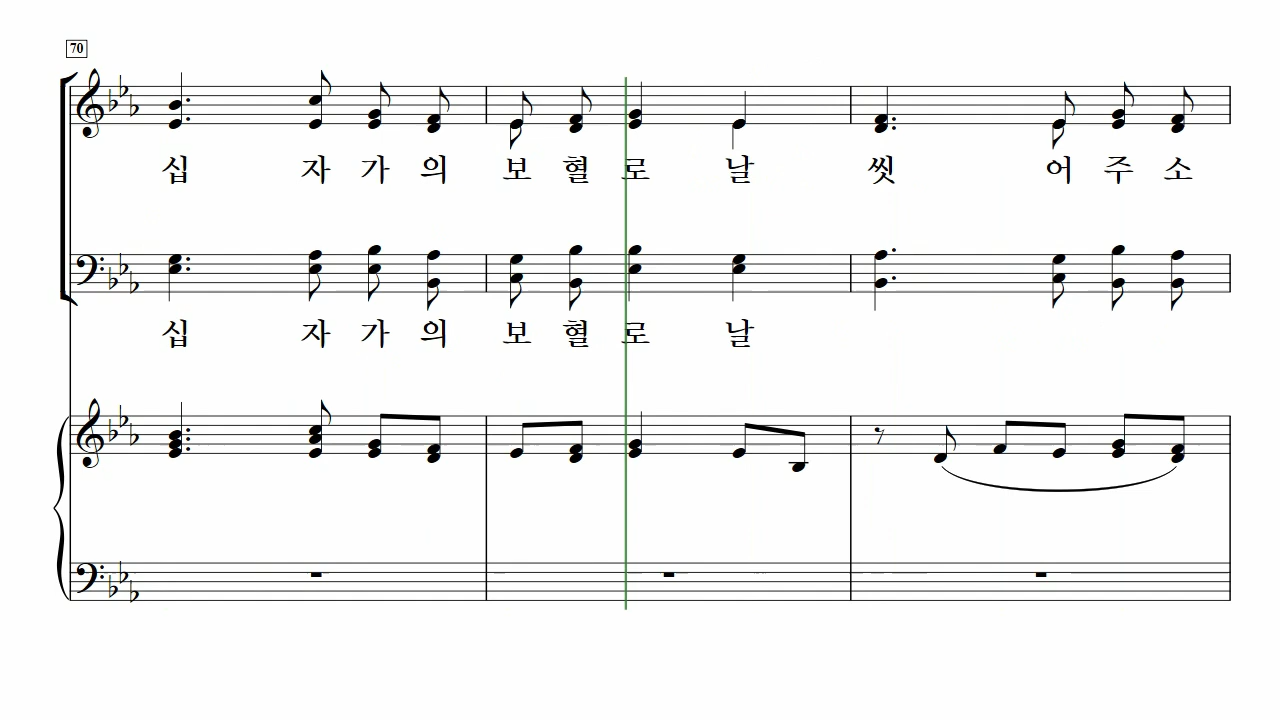 70
십 자 가 의 보 혈 로 날 씻 어 주 소
십 자 가 의 보 혈 로 날